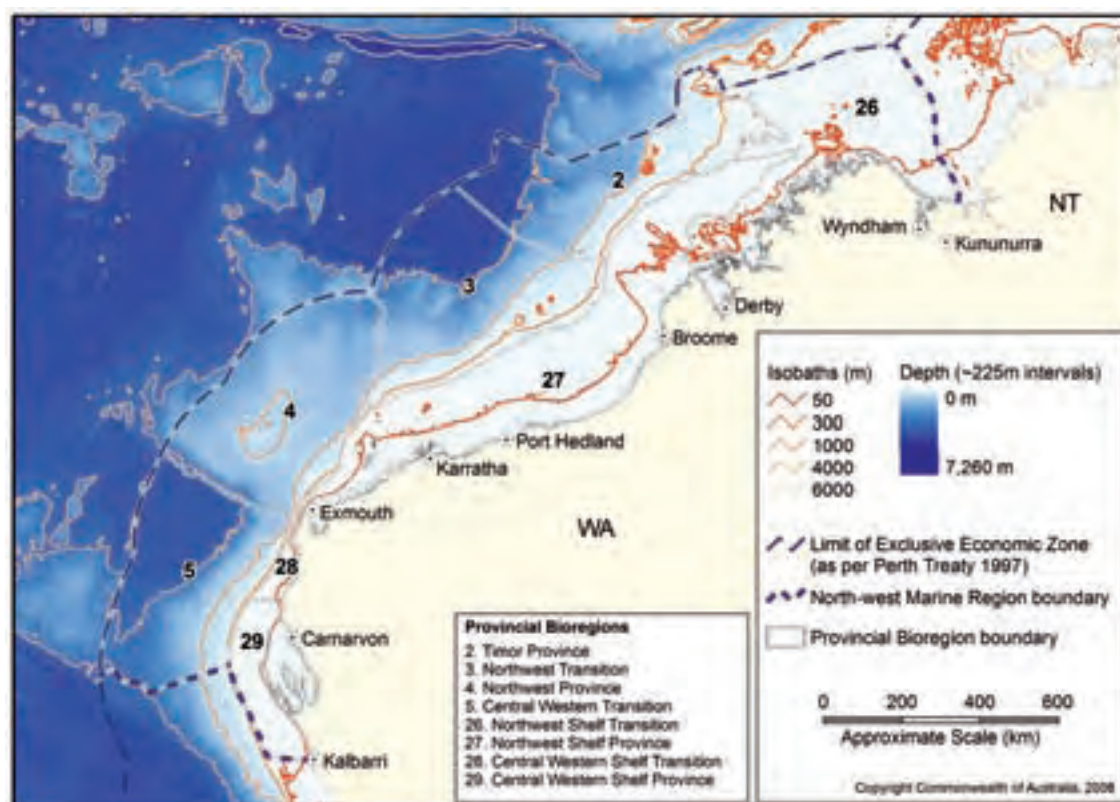 26
2
NT
Wyndham
Kununurra
3
Derby
Broome
4
27
Port Hedland
Karratha
Exmouth
WA
5
28
29
Carnarvon
Kalbarri
Isobaths (m)
50
300
1000
4000
6000
Depth (~225m intervals)
0 m
7,260 m
Limit of Exclusive Economic Zone
(as per Perth Treaty 1997)
North-west Marine Region boundary
Provincial Bioregion boundary
0 200 400 600
Approximate Scale (km)
Provincial Bioregions
2. Timor Province
3. Northwest Transition
4. Northwest Province
5. Central Western Transition
26. Northwest Shelf Transition
27. Northwest Shelf Province
28. Central Western Shelf Transition
29. Central Western Shelf Province
Copyright Commonwealth of Australia,